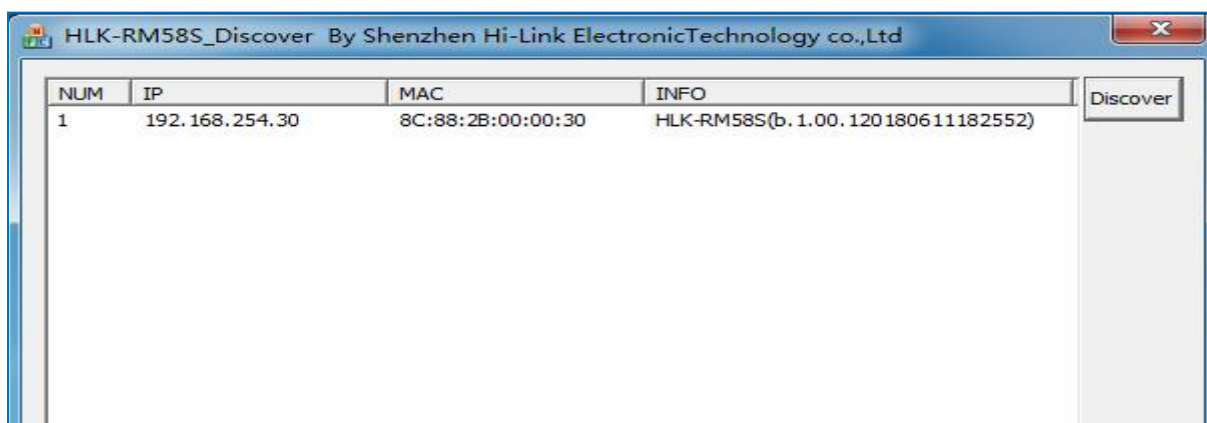 HLK-RM58S_Discover By Shenzhen Hi-Link ElectronicTechnology co.,Ltd
NUM IP MAC INFO Discover
1 192.168.254.30 8C:88:2B:00:00:30 HLK-RM58S(b.1.00.120180611182552)